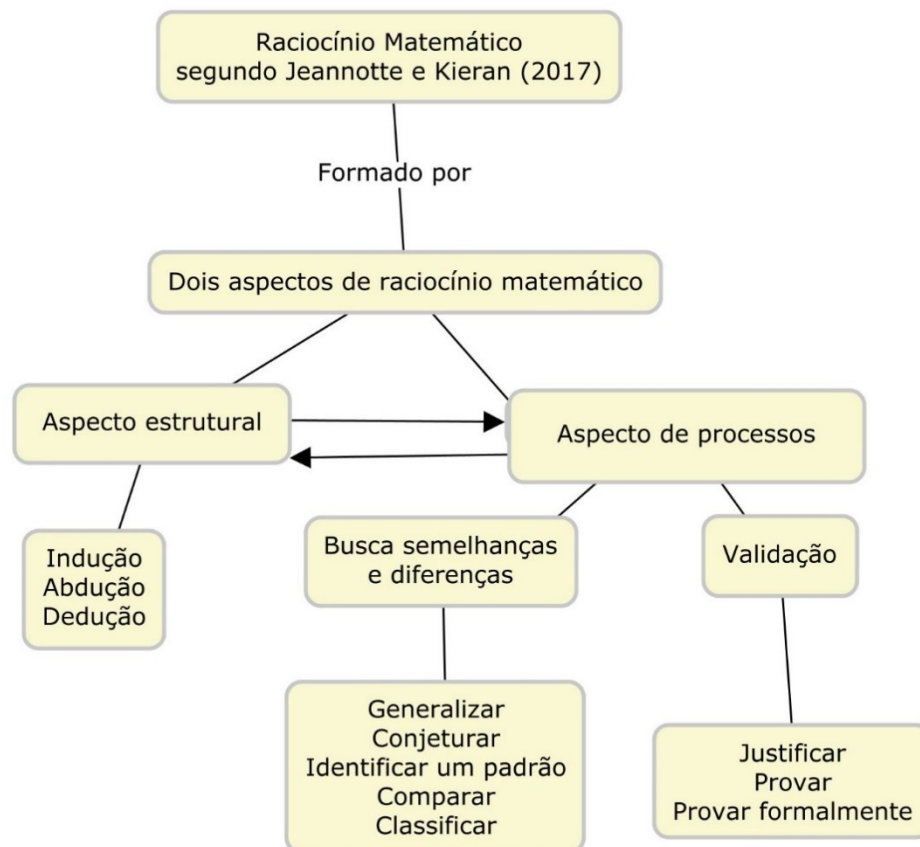 Raciocínio Matemático
segundo Jeannotte e Kieran (2017)
Formado por
Dois aspectos de raciocínio matemático
Aspecto estrutural
Aspecto de processos
Indução
Abdução
Dedução
Busca semelhanças
e diferenças
Validação
Generalizar
Conjeturar
Identificar um padrão
Comparar
Classificar
Justificar
Provar
Provar formalmente